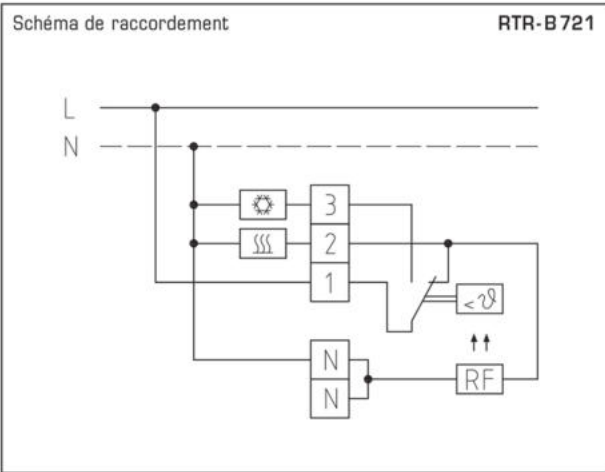 Schéma de raccordement RTR-B 721
L
N
3
2
1
< ϑ
N
RF
N